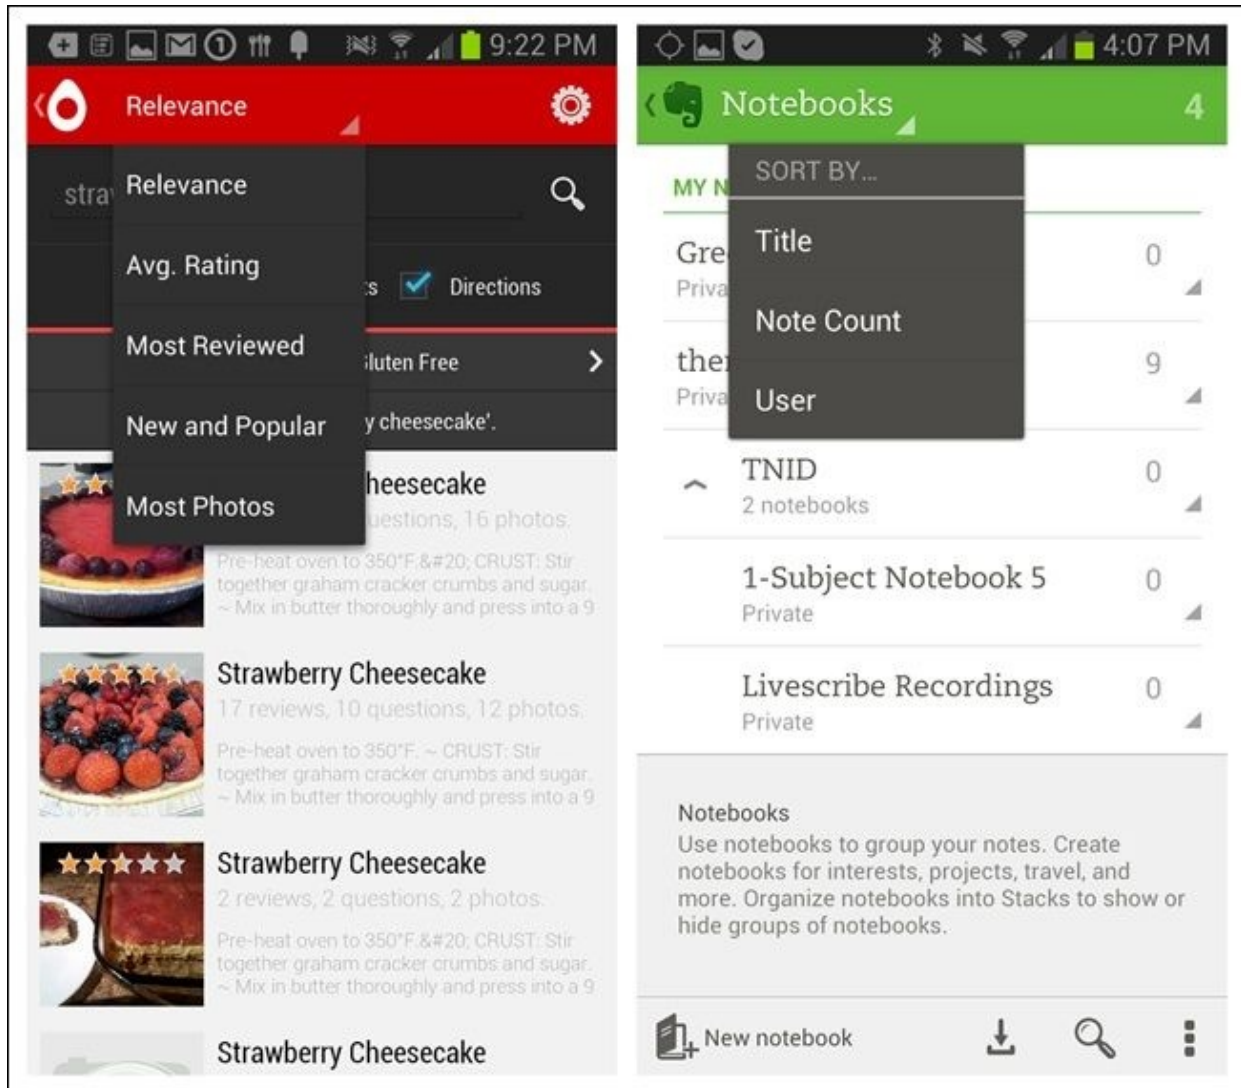 9:22 PM
Relevance
stra
Relevance
Avg. Rating
Directions
Most Reviewed
Gluten Free
New and Popular
y cheesecake'.
Most Photos
heesecake
uestions, 16 photos.
Pre-heat oven to 350°F.&#20; CRUST: Stir
together graham cracker crumbs and sugar.
~ Mix in butter thoroughly and press into a 9
Strawberry Cheesecake
17 reviews, 10 questions, 12 photos.
Pre-heat oven to 350°F. ~ CRUST: Stir
together graham cracker crumbs and sugar.
~ Mix in butter thoroughly and press into a 9
Strawberry Cheesecake
2 reviews, 2 questions, 2 photos.
Pre-heat oven to 350°F.&#20; CRUST: Stir
together graham cracker crumbs and sugar.
~ Mix in butter thoroughly and press into a 9
Strawberry Cheesecake
4:07 PM
Notebooks 4
SORT BY...
MY N
Title
Gre 0
Priva
Note Count
the 9
Priva
User
TNID 0
2 notebooks
1-Subject Notebook 5 0
Private
Livescribe Recordings 0
Private
Notebooks
Use notebooks to group your notes. Create
notebooks for interests, projects, travel, and
more. Organize notebooks into Stacks to show or
hide groups of notebooks.
New notebook